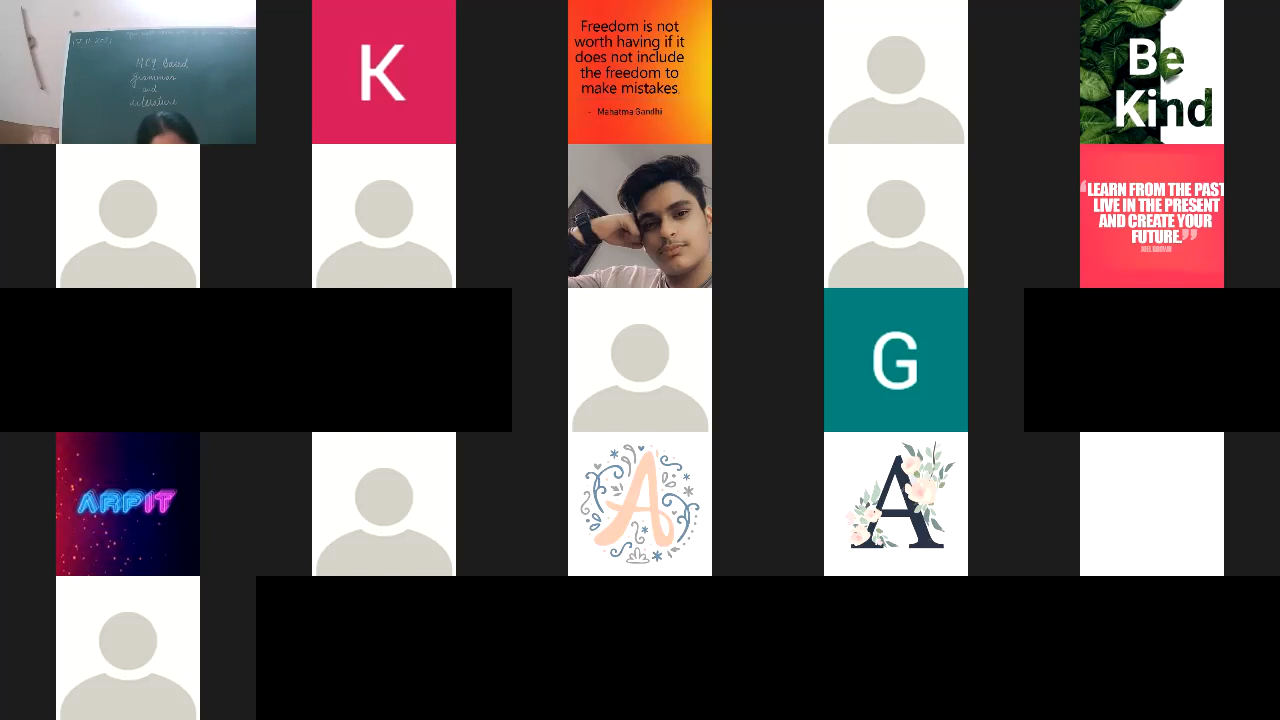 MCQ Based
Grammar
and
Literature
K
Freedom is not
worth having if it
does not include
the freedom to
make mistakes
- Mahatma Gandhi
Be
Kind
LEARN FROM THE PAST
LIVE IN THE PRESENT
AND CREATE YOUR
FUTURE.”
G
ARPIT
A
A